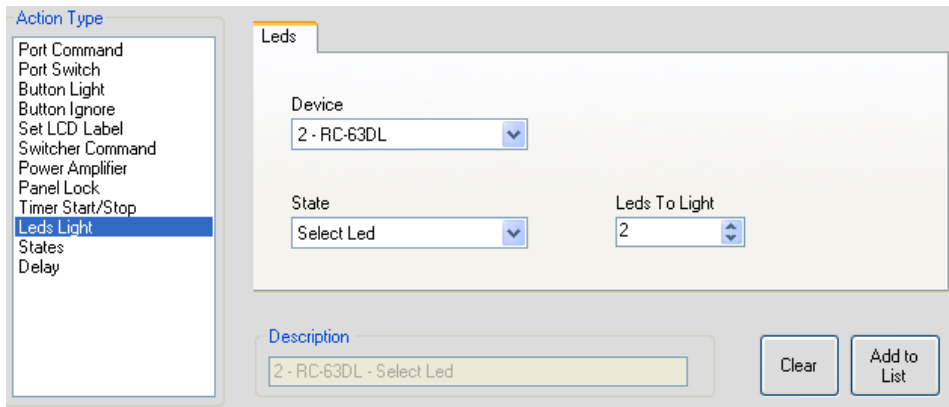 Action Type
Port Command
Port Switch
Button Light
Button Ignore
Set LCD Label
Switcher Command
Power Amplifier
Panel Lock
Timer Start/Stop
Leds Light
States
Delay
Leds
Device
2 - RC-63DL
State
Leds To Light
Select Led
2
Description
2 - RC-63DL - Select Led
Clear
Add to
List